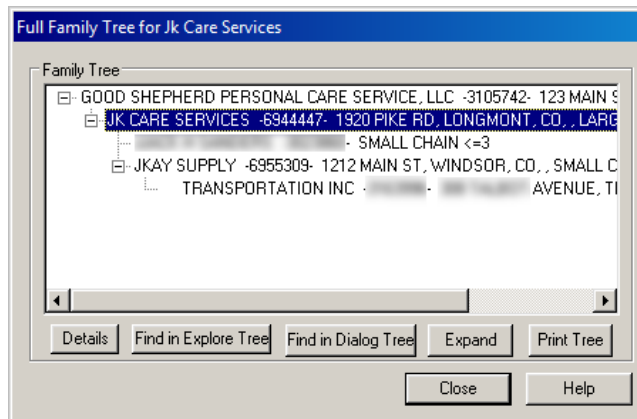 Full Family Tree for Jk Care Services
Family Tree
GOOD SHEPHERD PERSONAL CARE SERVICE, LLC -3105742- 123 MAIN S
JK CARE SERVICES -6944447- 1920 PIKE RD, LONGMONT, CO, , LARG
- SMALL CHAIN <=3
JKAY SUPPLY -6955309- 1212 MAIN ST, WINDSOR, CO, , SMALL C
TRANSPORTATION INC - - AVENUE, TI
Details Find in Explore Tree Find in Dialog Tree Expand Print Tree
Close Help